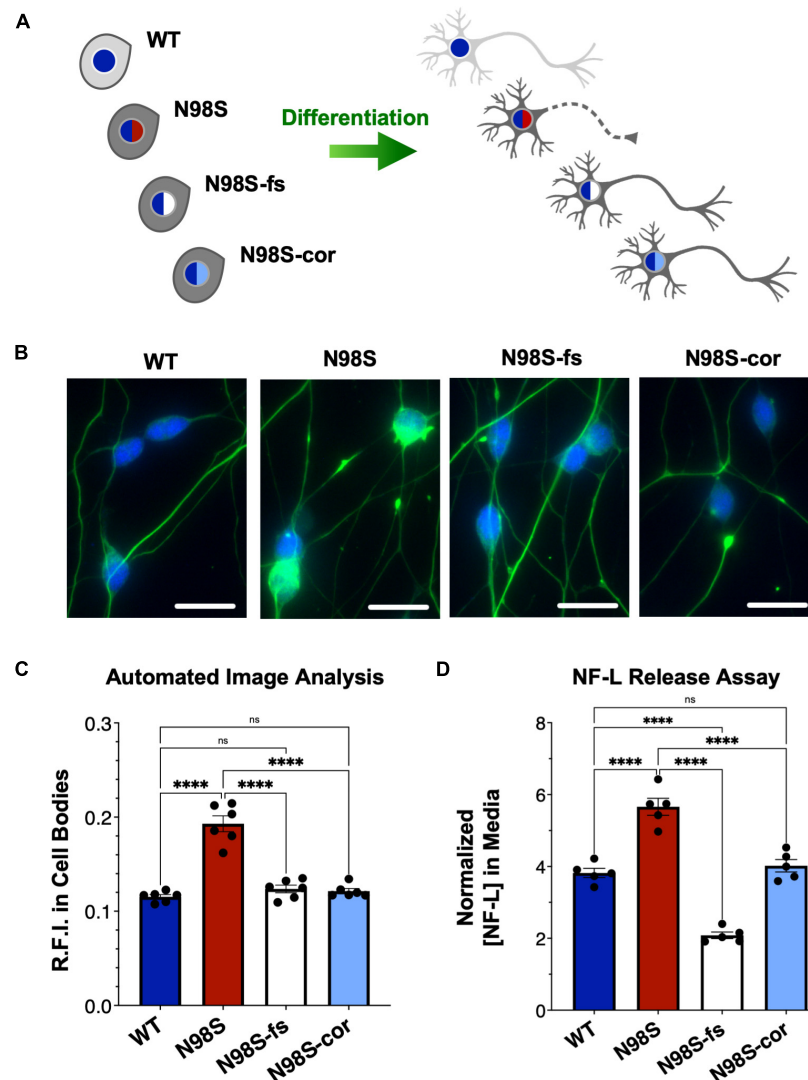 A
WT
N98S
N98S-fs
N98S-cor
Differentiation
B
WT
N98S
N98S-fs
N98S-cor
C
Automated Image Analysis
R.F.I. in Cell Bodies
0.3
0.2
0.1
0.0
ns
ns
****
**** ****
WT
N98S
N98S-fs
N98S-cor
D
NF-L Release Assay
Normalized
[NF-L] in Media
8
6
4
2
0
ns
****
****
**** ****
WT
N98S
N98S-fs
N98S-cor